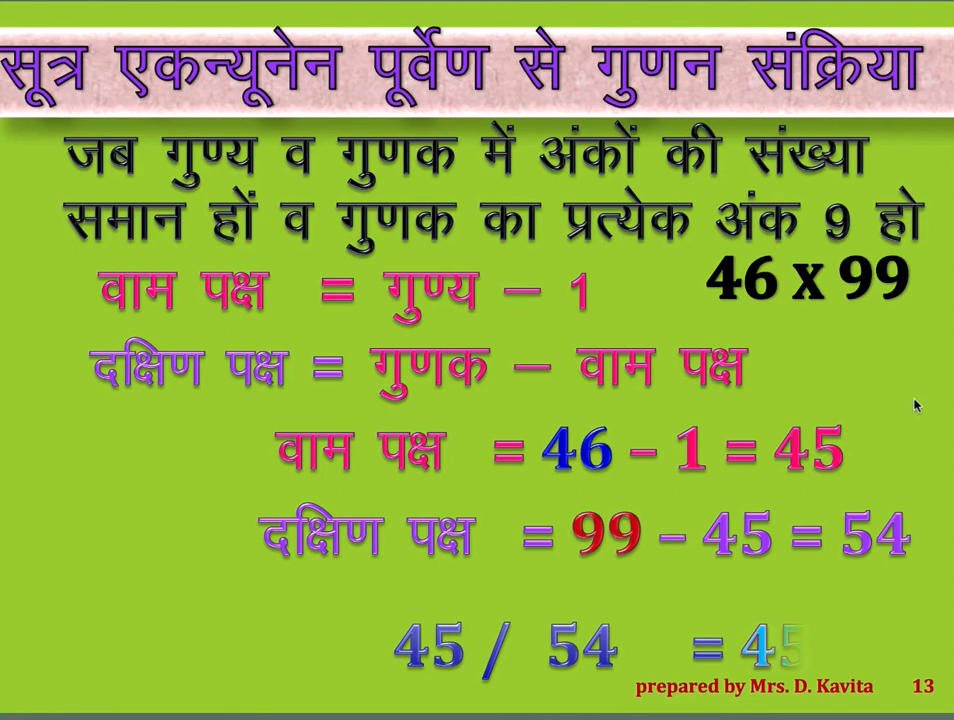 सूत्र एकन्यूनेन पूर्वेण से गुणन संक्रिया
जब गुण्य व गुणक में अंकों की संख्या
समान हों व गुणक का प्रत्येक अंक 9 हो
46 x 99
वाम पक्ष = गुण्य – 1
दक्षिण पक्ष = गुणक – वाम पक्ष
वाम पक्ष = 46 – 1 = 45
दक्षिण पक्ष = 99 – 45 = 54
45 / 54 = 45
prepared by Mrs. D. Kavita 13